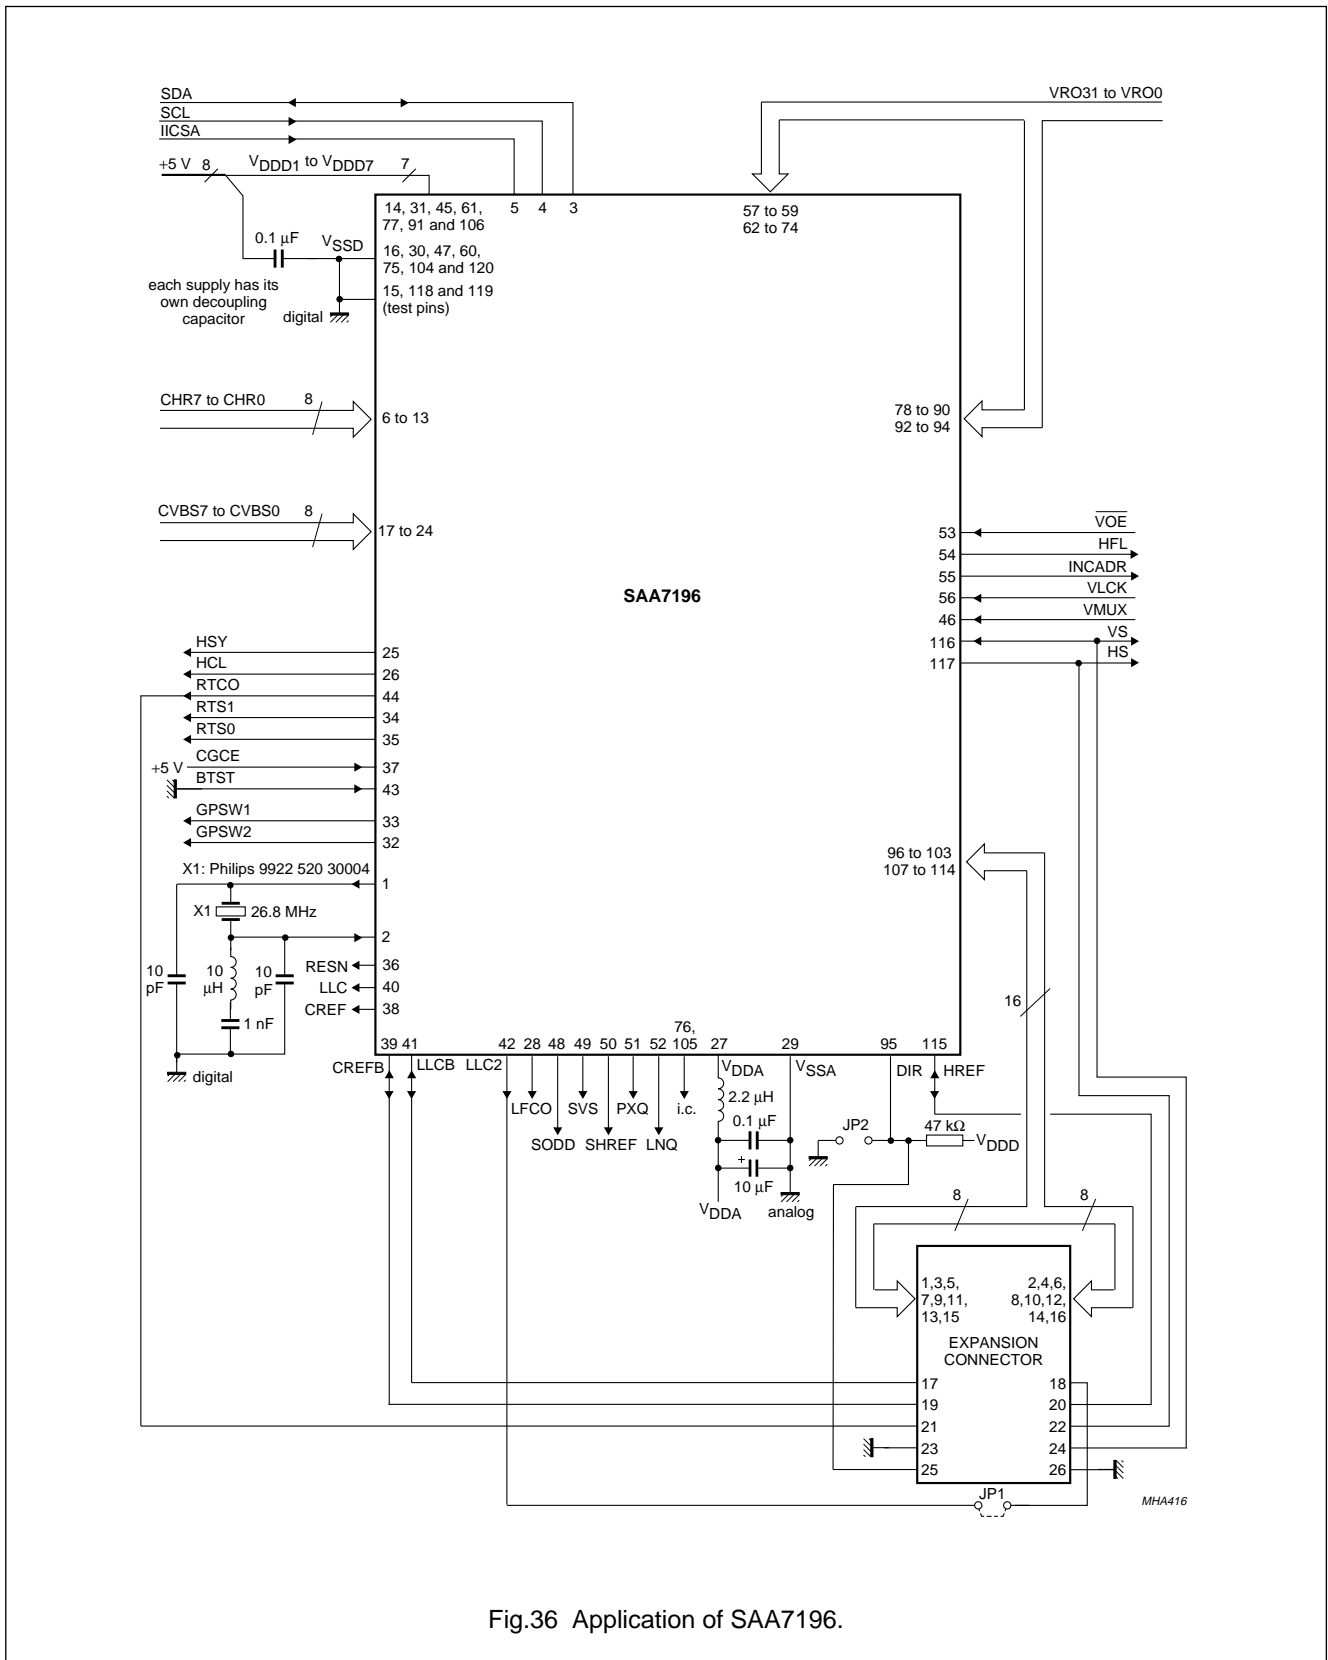 SDA
SCL
IICSA
+5 V 8 VDDD1 to VDDD7 7
VRO31 to VRO0
14, 31, 45, 61,
77, 91 and 106
5 4 3
57 to 59
62 to 74
0.1 μF
VSSD
16, 30, 47, 60,
75, 104 and 120
each supply has its
own decoupling
capacitor
digital
15, 118 and 119
(test pins)
CHR7 to CHR0 8
6 to 13
78 to 90
92 to 94
CVBS7 to CVBS0 8
17 to 24
SAA7196
53 VOE
54 HFL
55 INCADR
56 VLCK
46 VMUX
116 VS
117 HS
HSY 25
HCL 26
RTCO 44
RTS1 34
RTS0 35
+5 V CGCE 37
BTST 43
GPSW1 33
GPSW2 32
96 to 103
107 to 114
X1: Philips 9922 520 30004
1
X1 26.8 MHz
2
10
pF
10
μH
10
pF
1 nF
digital
RESN 36
LLC 40
CREF 38
16
39 41 42 28 48 49 50 51 52
76,
105
27 29 95 115
CREFB LLCB LLC2
LFCO
SODD
SVS
SHREF
PXQ
LNQ
i.c.
VDDA
VSSA
DIR HREF
2.2 μH
0.1 μF
+
10 μF
VDDA
analog
JP2
47 kΩ
VDDD
8 8
1,3,5,
7,9,11,
13,15
2,4,6,
8,10,12,
14,16
EXPANSION
CONNECTOR
17 18
19 20
21 22
23 24
25 26
JP1
MHA416
Fig.36 Application of SAA7196.